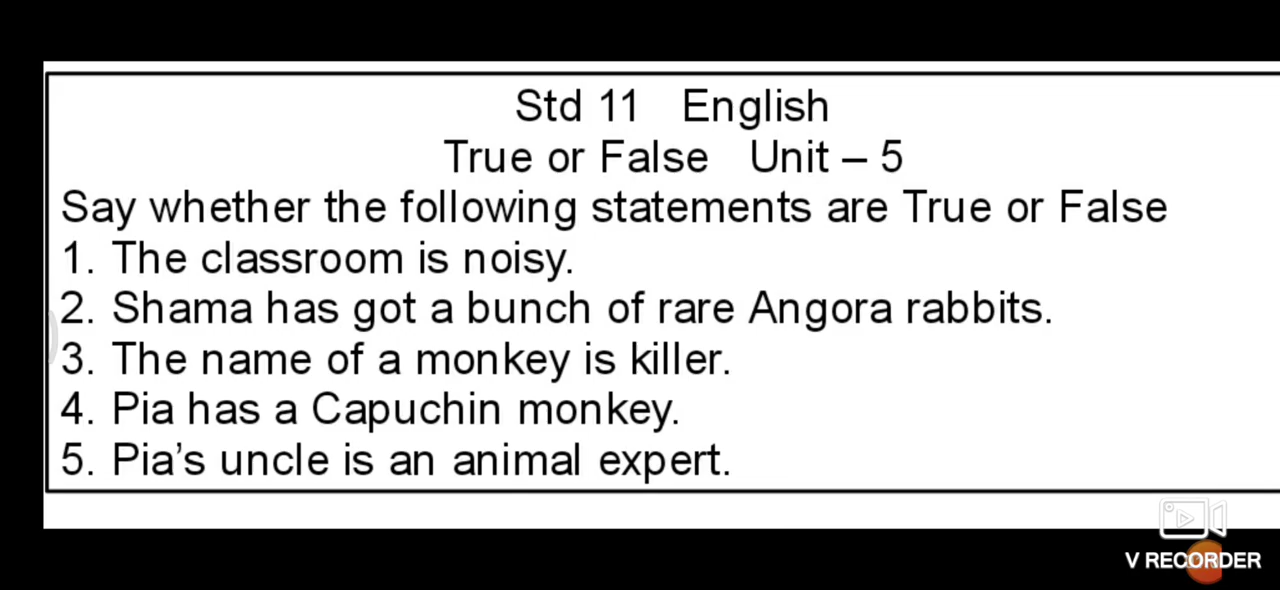 Std 11 English
True or False Unit – 5
Say whether the following statements are True or False
1. The classroom is noisy.
2. Shama has got a bunch of rare Angora rabbits.
3. The name of a monkey is killer.
4. Pia has a Capuchin monkey.
5. Pia’s uncle is an animal expert.
V RECORDER